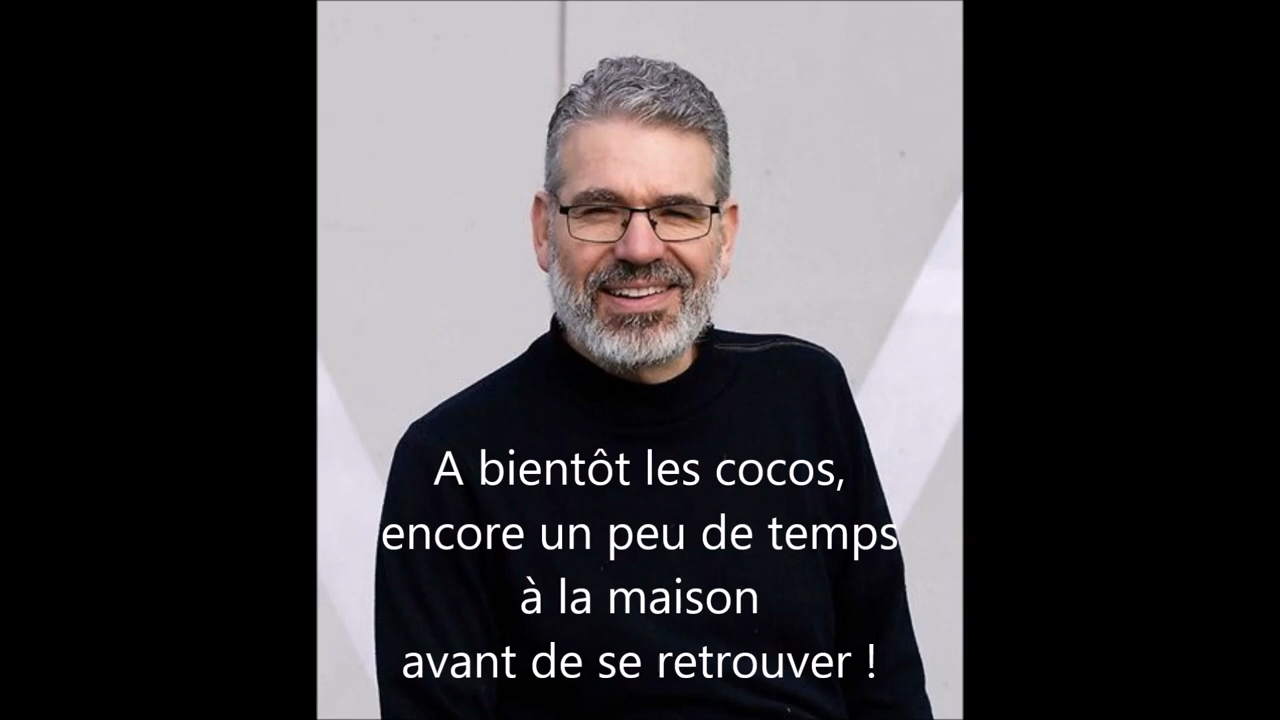 A bientôt les cocos,
encore un peu de temps
à la maison
avant de se retrouver !